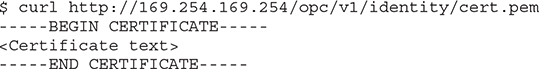 $ curl http://169.254.169.254/opc/v1/identity/cert.pem
-----BEGIN CERTIFICATE-----
<Certificate text>
-----END CERTIFICATE-----